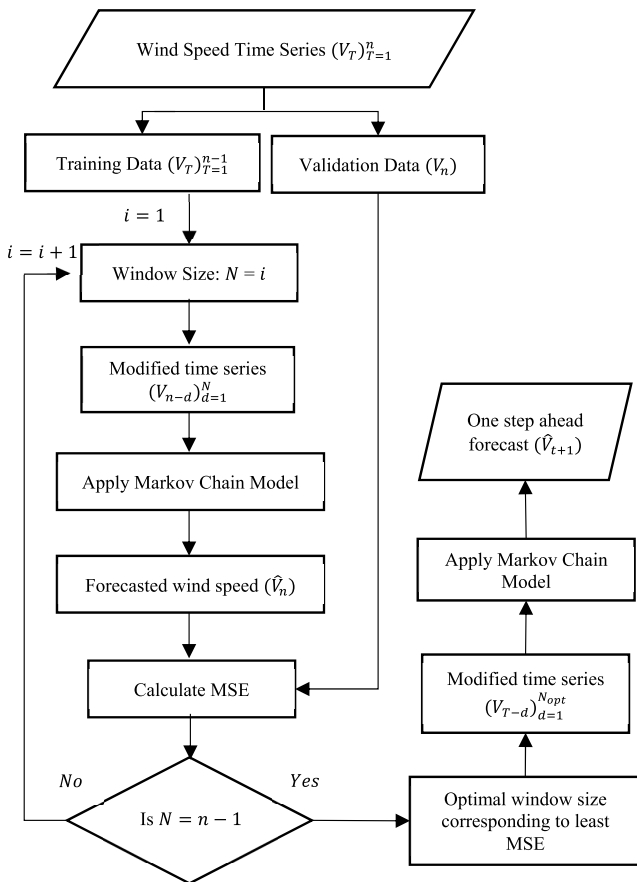 Wind Speed Time Series $(V_T)_{T=1}^{n}$
Training Data $(V_T)_{T=1}^{n-1}$
Validation Data $(V_n)$
$i = 1$
$i = i + 1$
Window Size: $N = i$
Modified time series
$(V_{n-d})_{d=1}^{N}$
Apply Markov Chain Model
Forecasted wind speed $(\hat{V}_n)$
Calculate MSE
No
Yes
Is $N = n - 1$
Optimal window size
corresponding to least
MSE
Modified time series
$(V_{T-d})_{d=1}^{N_{opt}}$
Apply Markov Chain
Model
One step ahead
forecast $(\hat{V}_{t+1})$